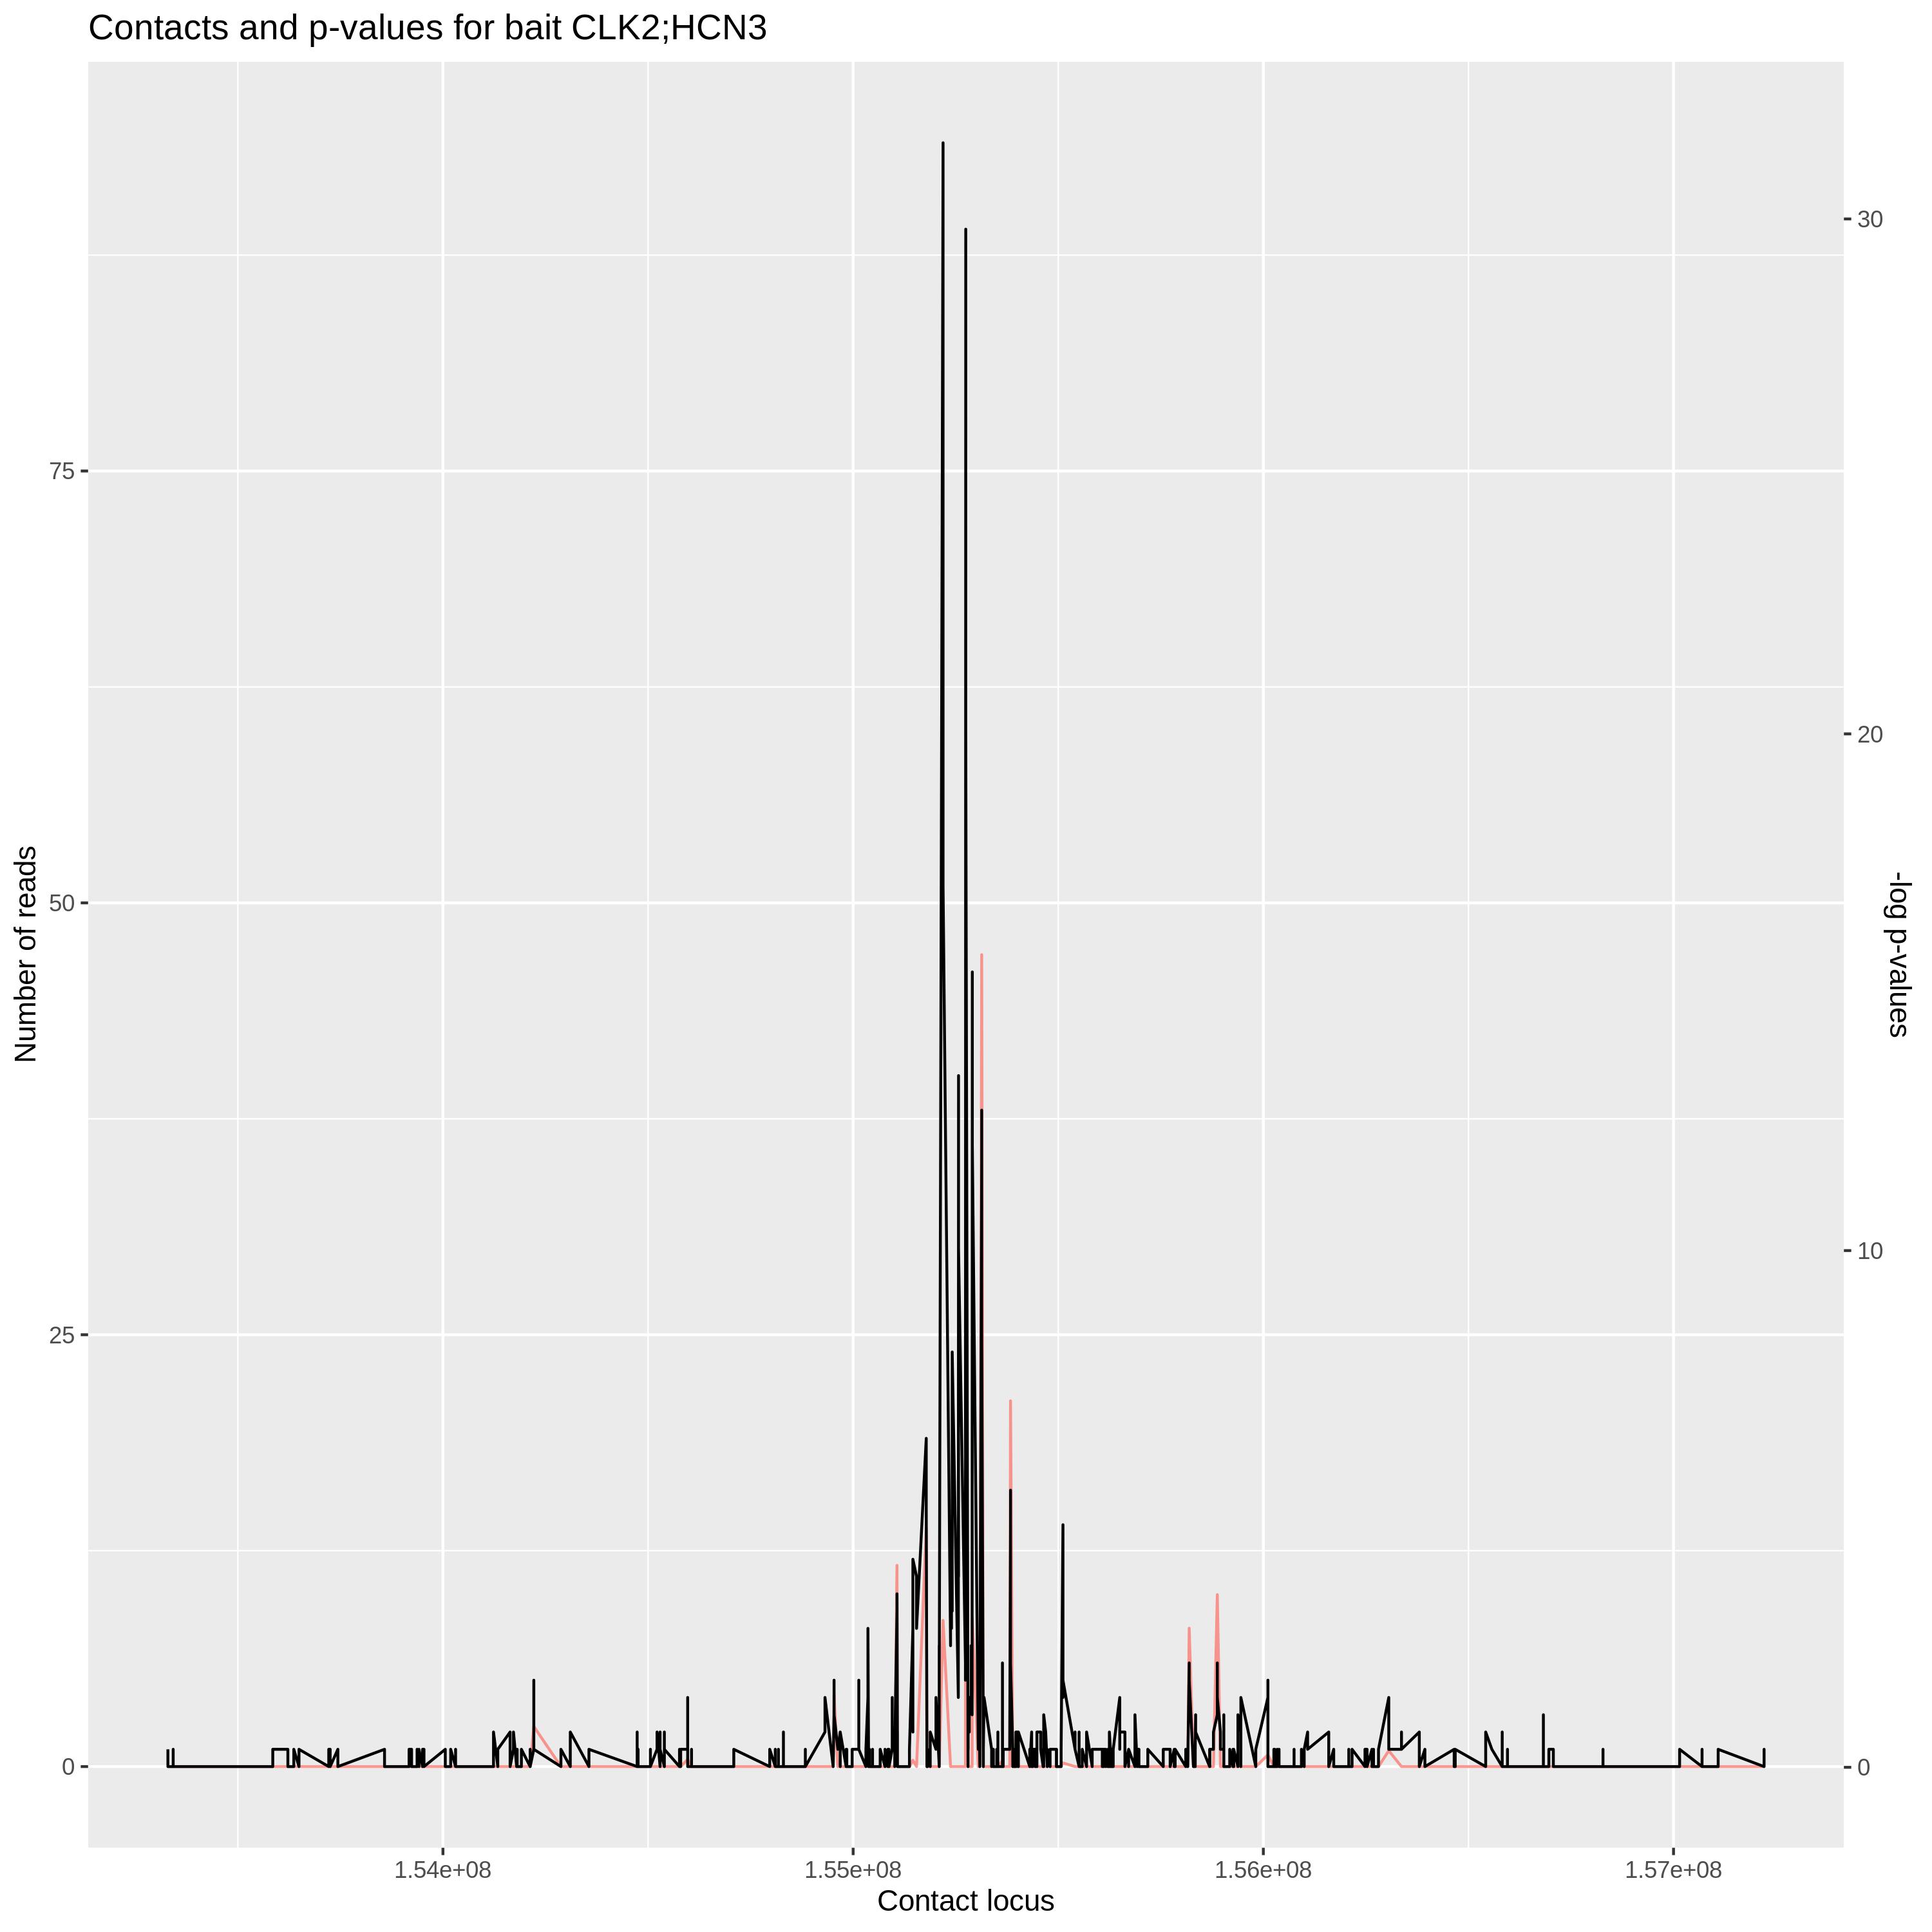 Contacts and p-values for bait CLK2;HCN3
75
50
25
0
Number of reads
30
20
10
0
-log p-values
1.54e+08 1.55e+08 1.56e+08 1.57e+08
Contact locus